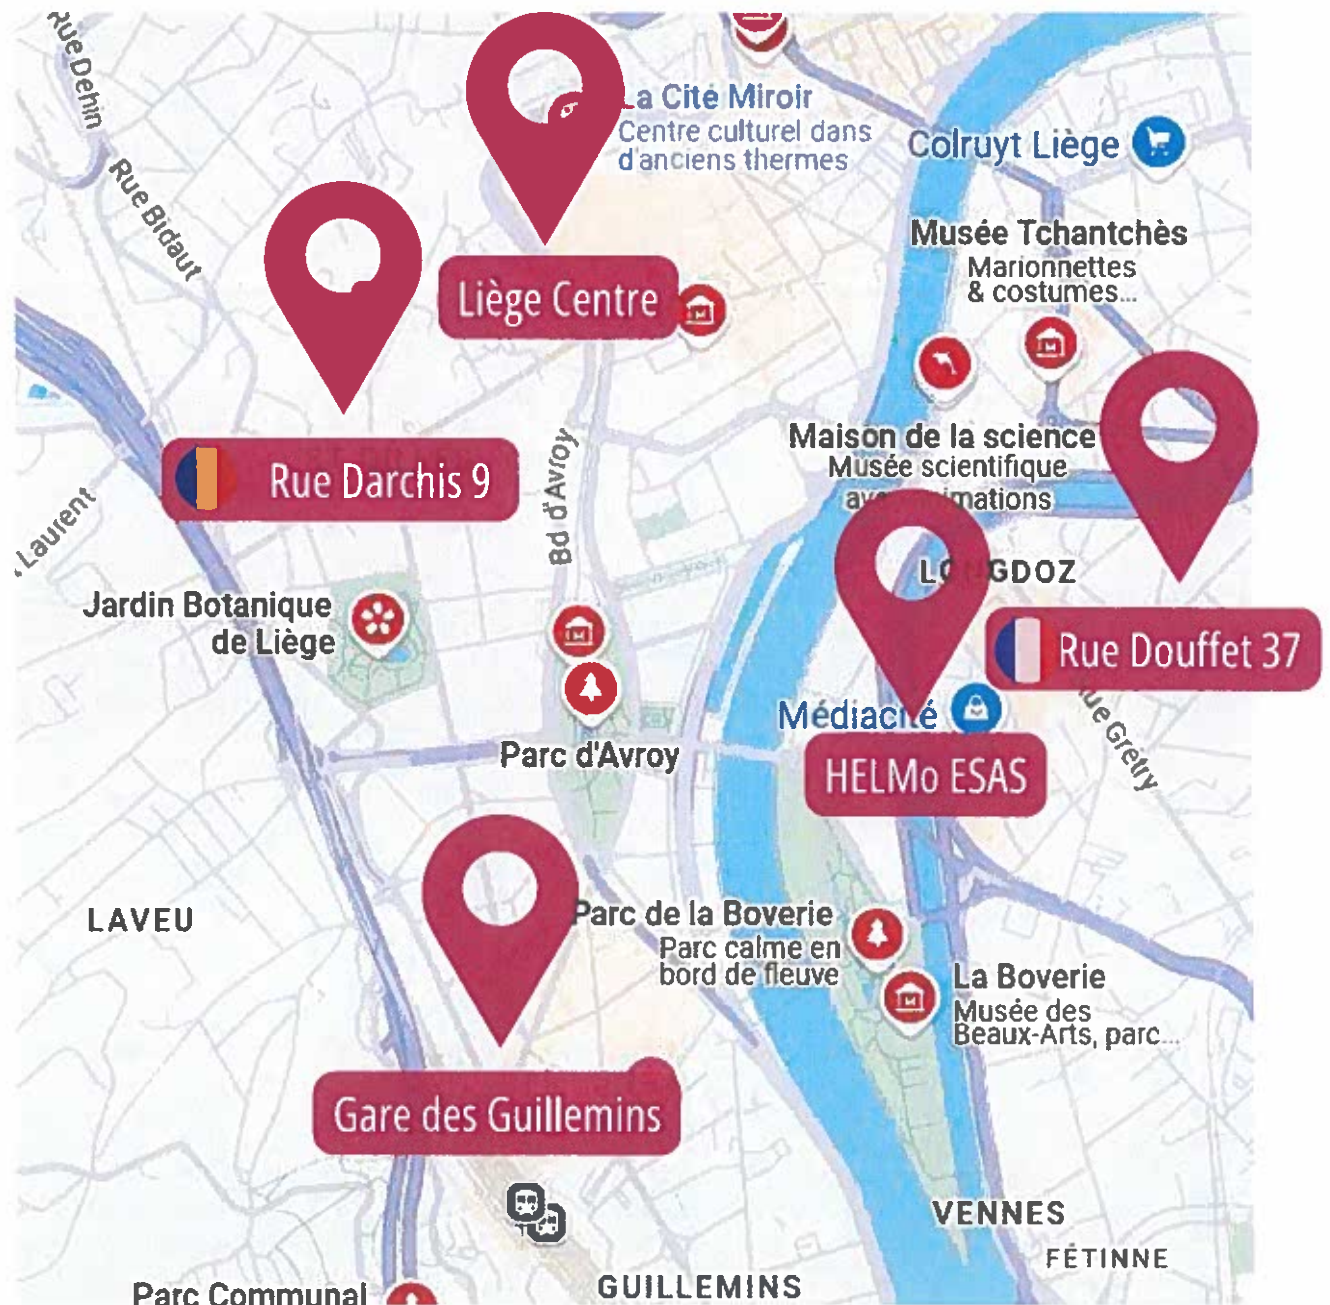 Rue Dehin
Rue Bidaut
La Cité Miroir
Centre culturel dans
d'anciens thermes
Colruyt Liège
Musée Tchantchès
Marionnettes
& costumes...
Liège Centre
Maison de la science
Musée scientifique
Rue Darchis 9
Bd d'Avroy
Laurent
LONGDOZ
Jardin Botanique
de Liège
Rue Douffet 37
Médiacité
Parc d'Avroy
HELMo ESAS
Rue Grétry
LAVEU
Parc de la Boverie
Parc calme en
bord de fleuve
La Boverie
Musée des
Beaux-Arts, parc...
Gare des Guillemins
VENNES
FÉTINNE
GUILLEMINS
Parc Communal